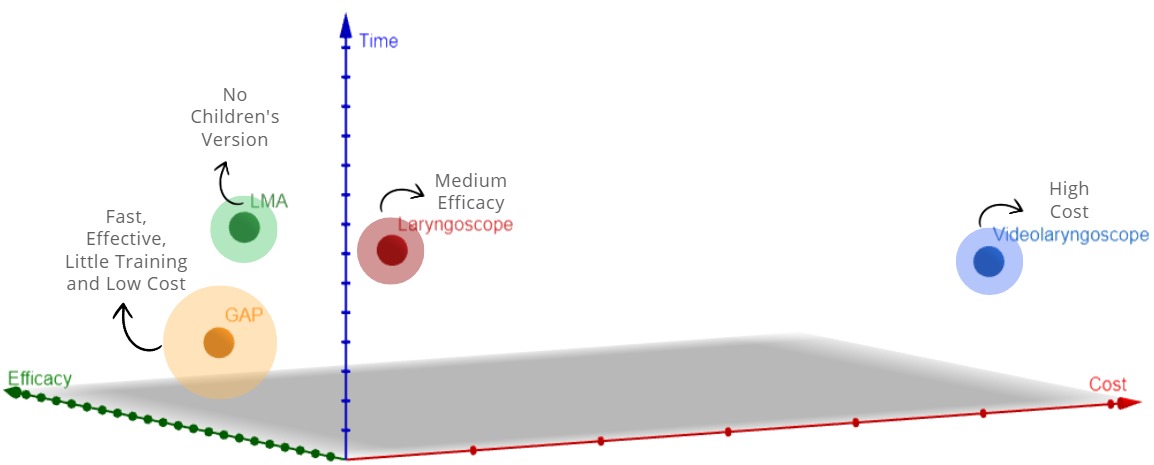 Time
No
Children's
Version
LMA
Medium
Efficacy
Laryngoscope
High
Cost
Videolaryngoscope
Fast,
Effective,
Little Training
and Low Cost
GAP
Efficacy
Cost